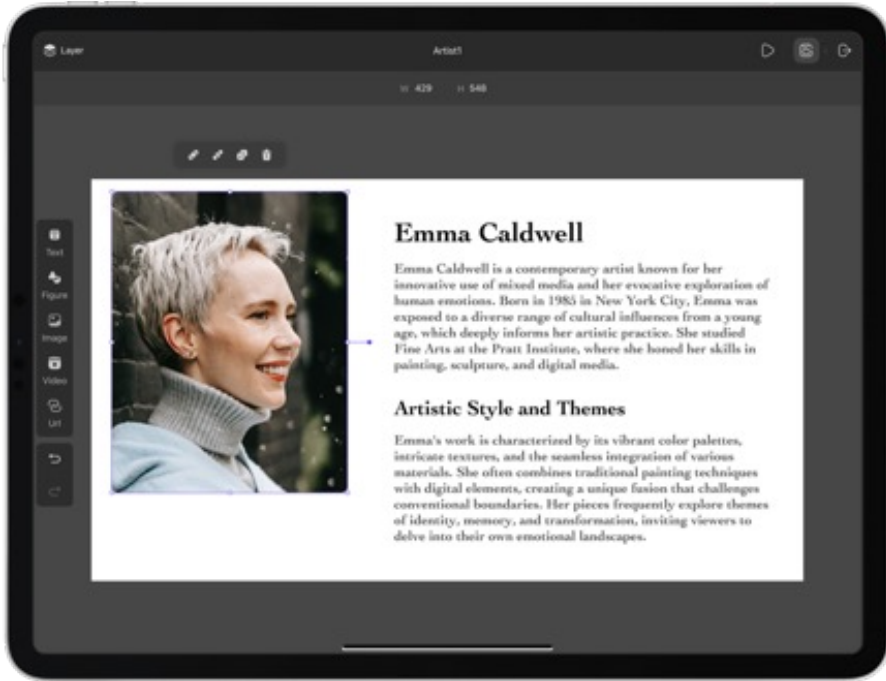 Layer
Artist1
W 429 H 548
Text
Figure
Image
Video
Url
Emma Caldwell
Emma Caldwell is a contemporary artist known for her
innovative use of mixed media and her evocative exploration of
human emotions. Born in 1985 in New York City, Emma was
exposed to a diverse range of cultural influences from a young
age, which deeply informs her artistic practice. She studied
Fine Arts at the Pratt Institute, where she honed her skills in
painting, sculpture, and digital media.
Artistic Style and Themes
Emma's work is characterized by its vibrant color palettes,
intricate textures, and the seamless integration of various
materials. She often combines traditional painting techniques
with digital elements, creating a unique fusion that challenges
conventional boundaries. Her pieces frequently explore themes
of identity, memory, and transformation, inviting viewers to
delve into their own emotional landscapes.